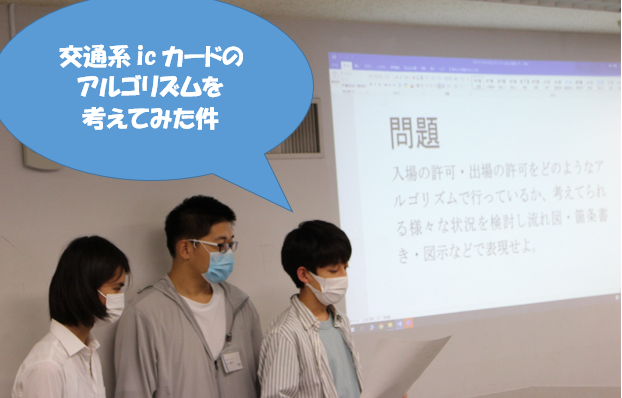 交通系icカードの
アルゴリズムを
考えてみた件
問題
入場の許可・出場の許可をどのようなア
ルゴリズムで行っているか、考えてられ
る様々な状況を検討し流れ図・箇条書
き・図示などで表現せよ。